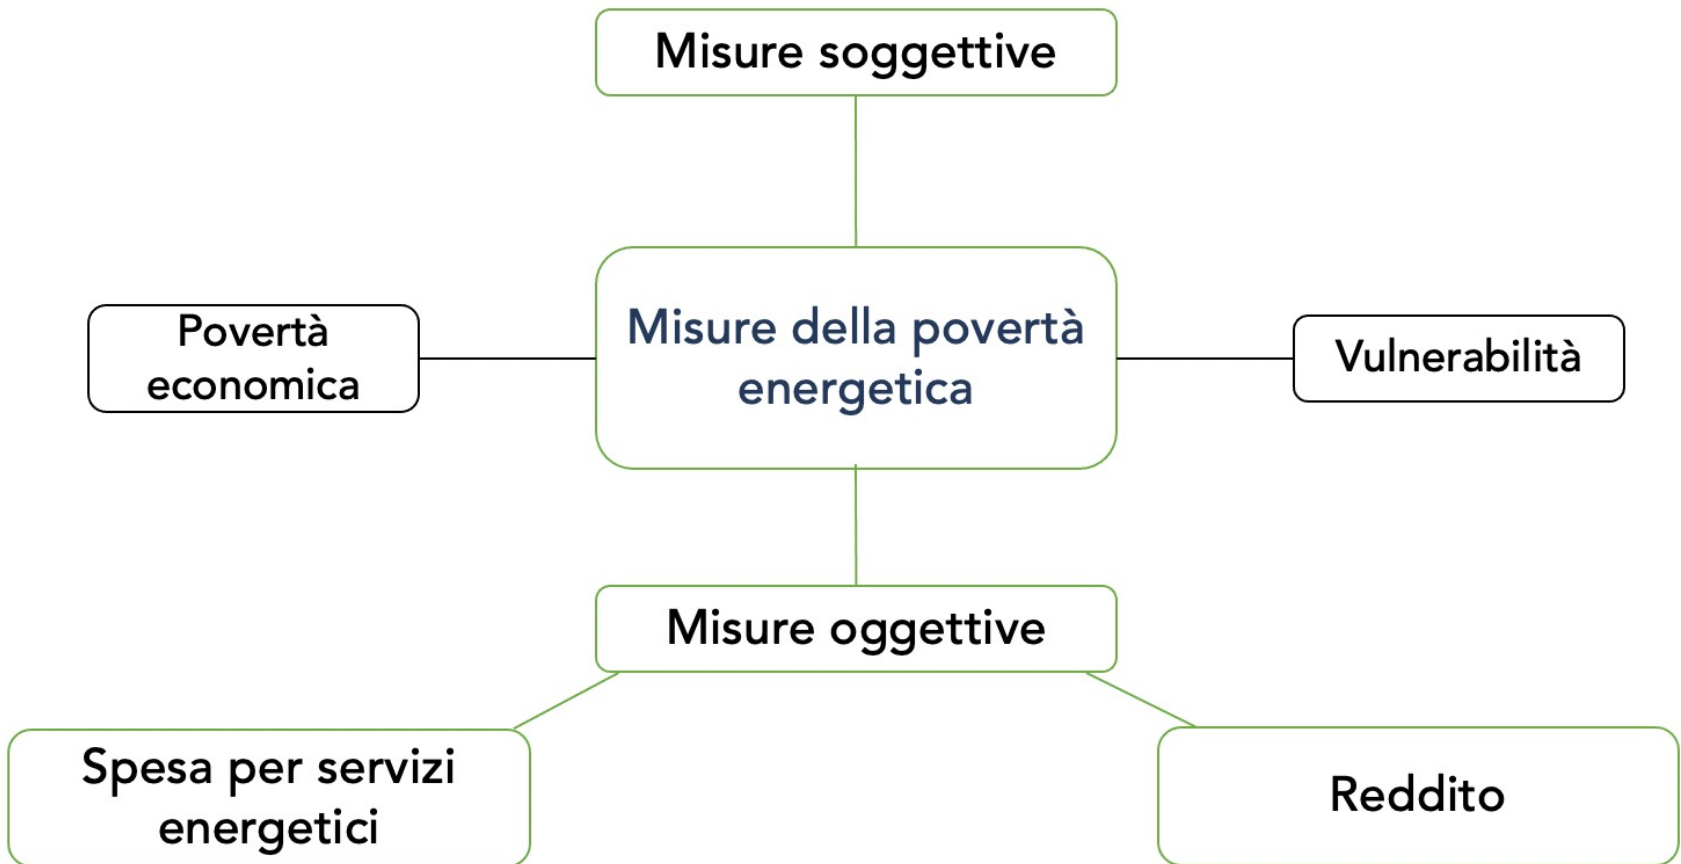 Misure soggettive
Povertà
economica
Misure della povertà
energetica
Vulnerabilità
Misure oggettive
Spesa per servizi
energetici
Reddito